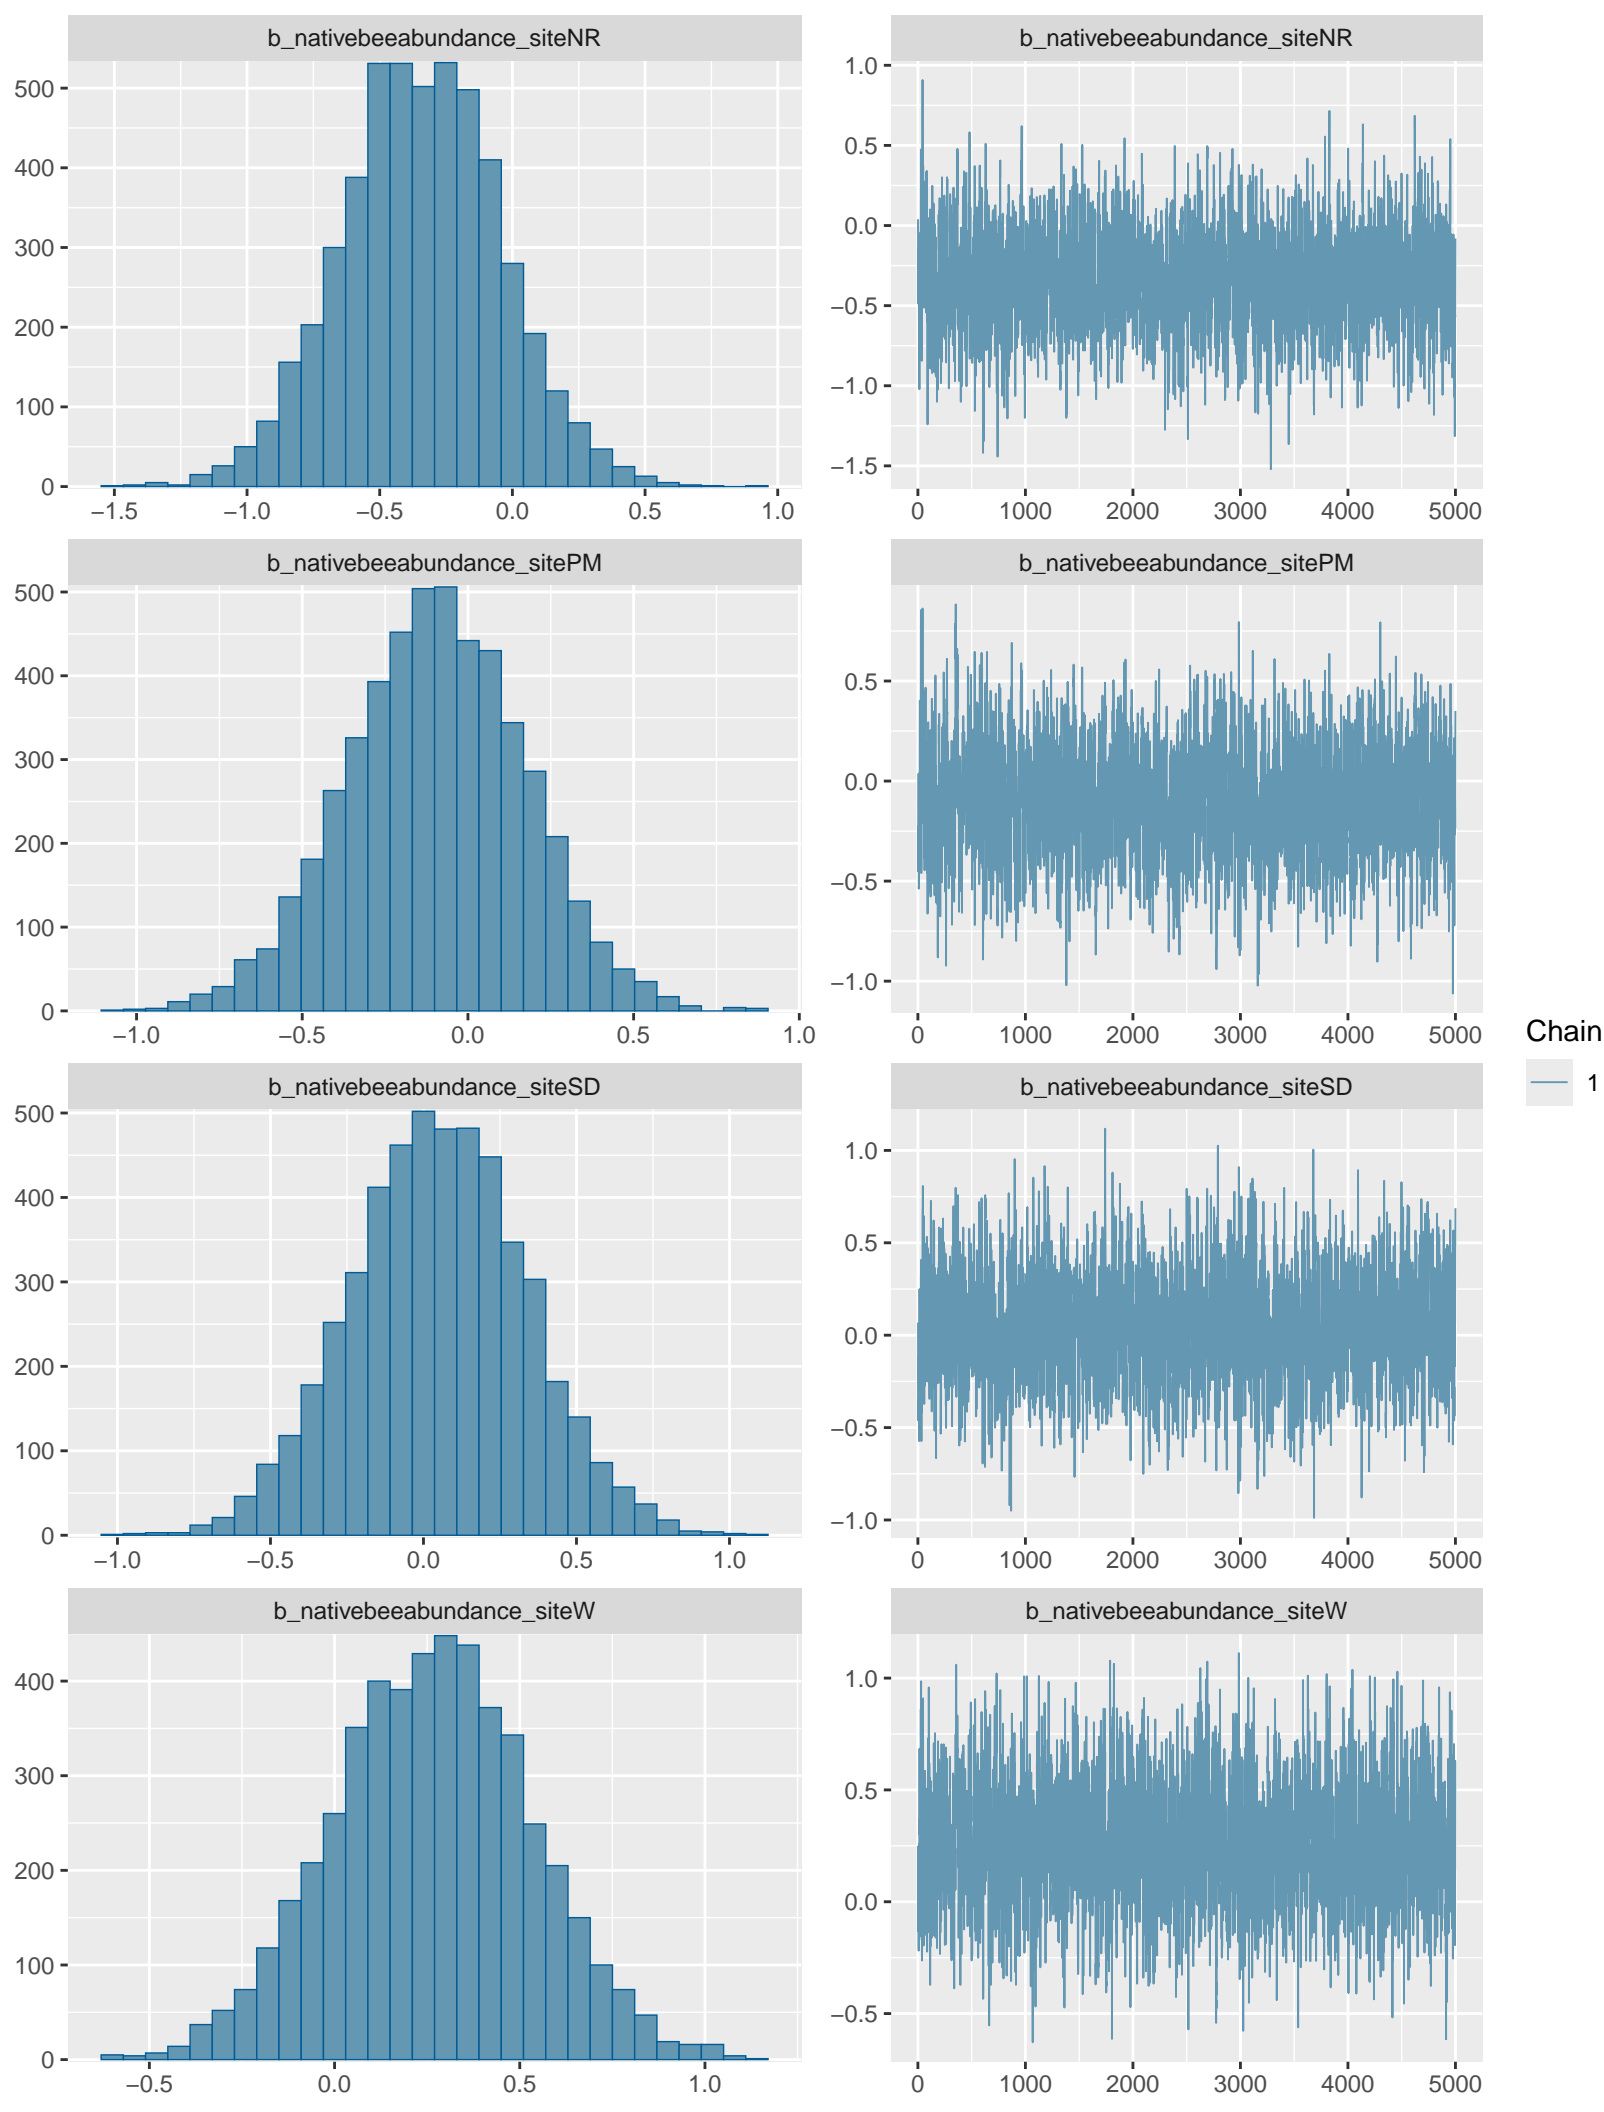 b_nativebeeabundance_siteNR
500
400
300
200
100
0
−1.5 −1.0 −0.5 0.0 0.5 1.0
b_nativebeeabundance_siteNR
1.0
0.5
0.0
−0.5
−1.0
−1.5
0 1000 2000 3000 4000 5000
b_nativebeeabundance_sitePM
500
400
300
200
100
0
−1.0 −0.5 0.0 0.5 1.0
b_nativebeeabundance_sitePM
0.5
0.0
−0.5
−1.0
0 1000 2000 3000 4000 5000
b_nativebeeabundance_siteSD
500
400
300
200
100
0
−1.0 −0.5 0.0 0.5 1.0
b_nativebeeabundance_siteSD
1.0
0.5
0.0
−0.5
−1.0
0 1000 2000 3000 4000 5000
b_nativebeeabundance_siteW
400
300
200
100
0
−0.5 0.0 0.5 1.0
b_nativebeeabundance_siteW
1.0
0.5
0.0
−0.5
0 1000 2000 3000 4000 5000
Chain
1